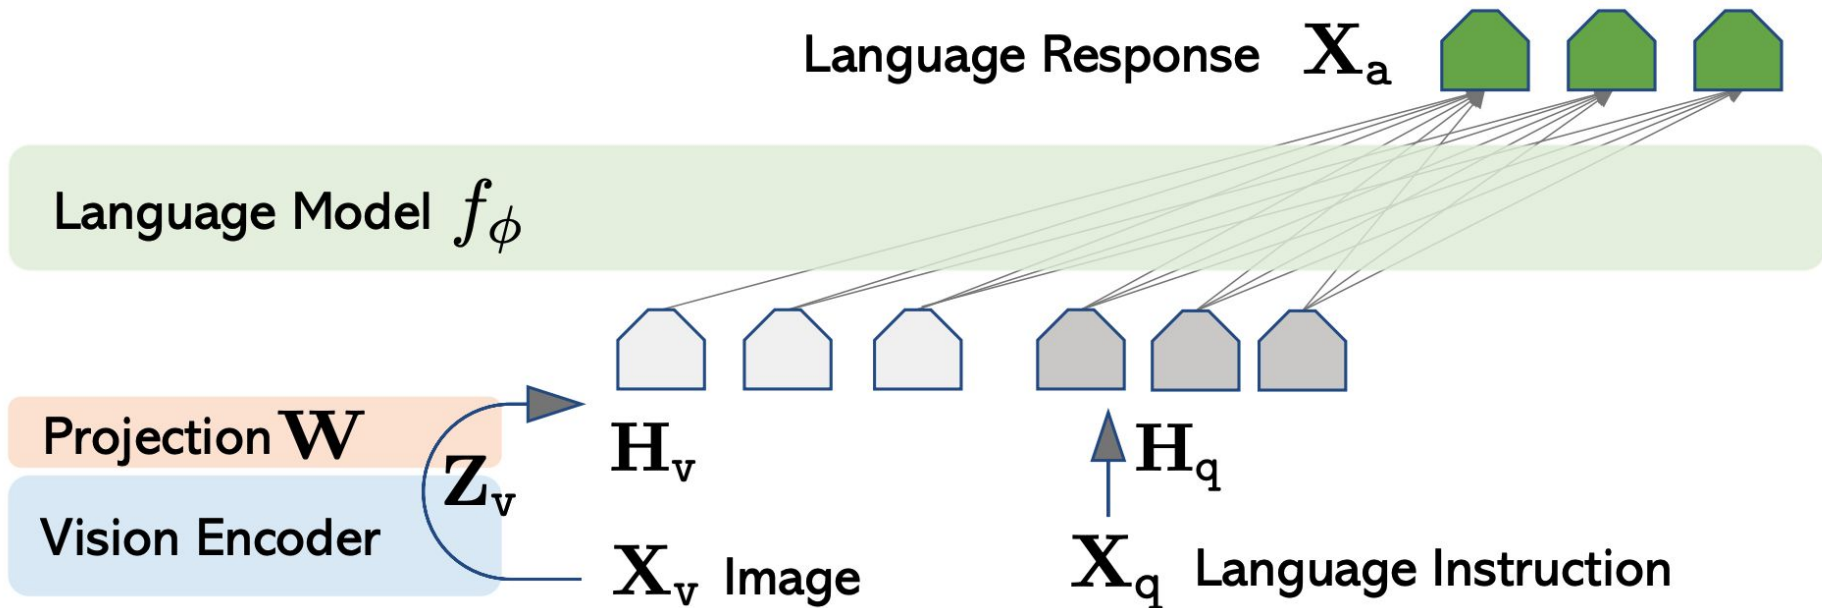 Language Response X_a
Language Model f_ϕ
Projection W
Z_v
H_v
H_q
Vision Encoder
X_v Image
X_q Language Instruction